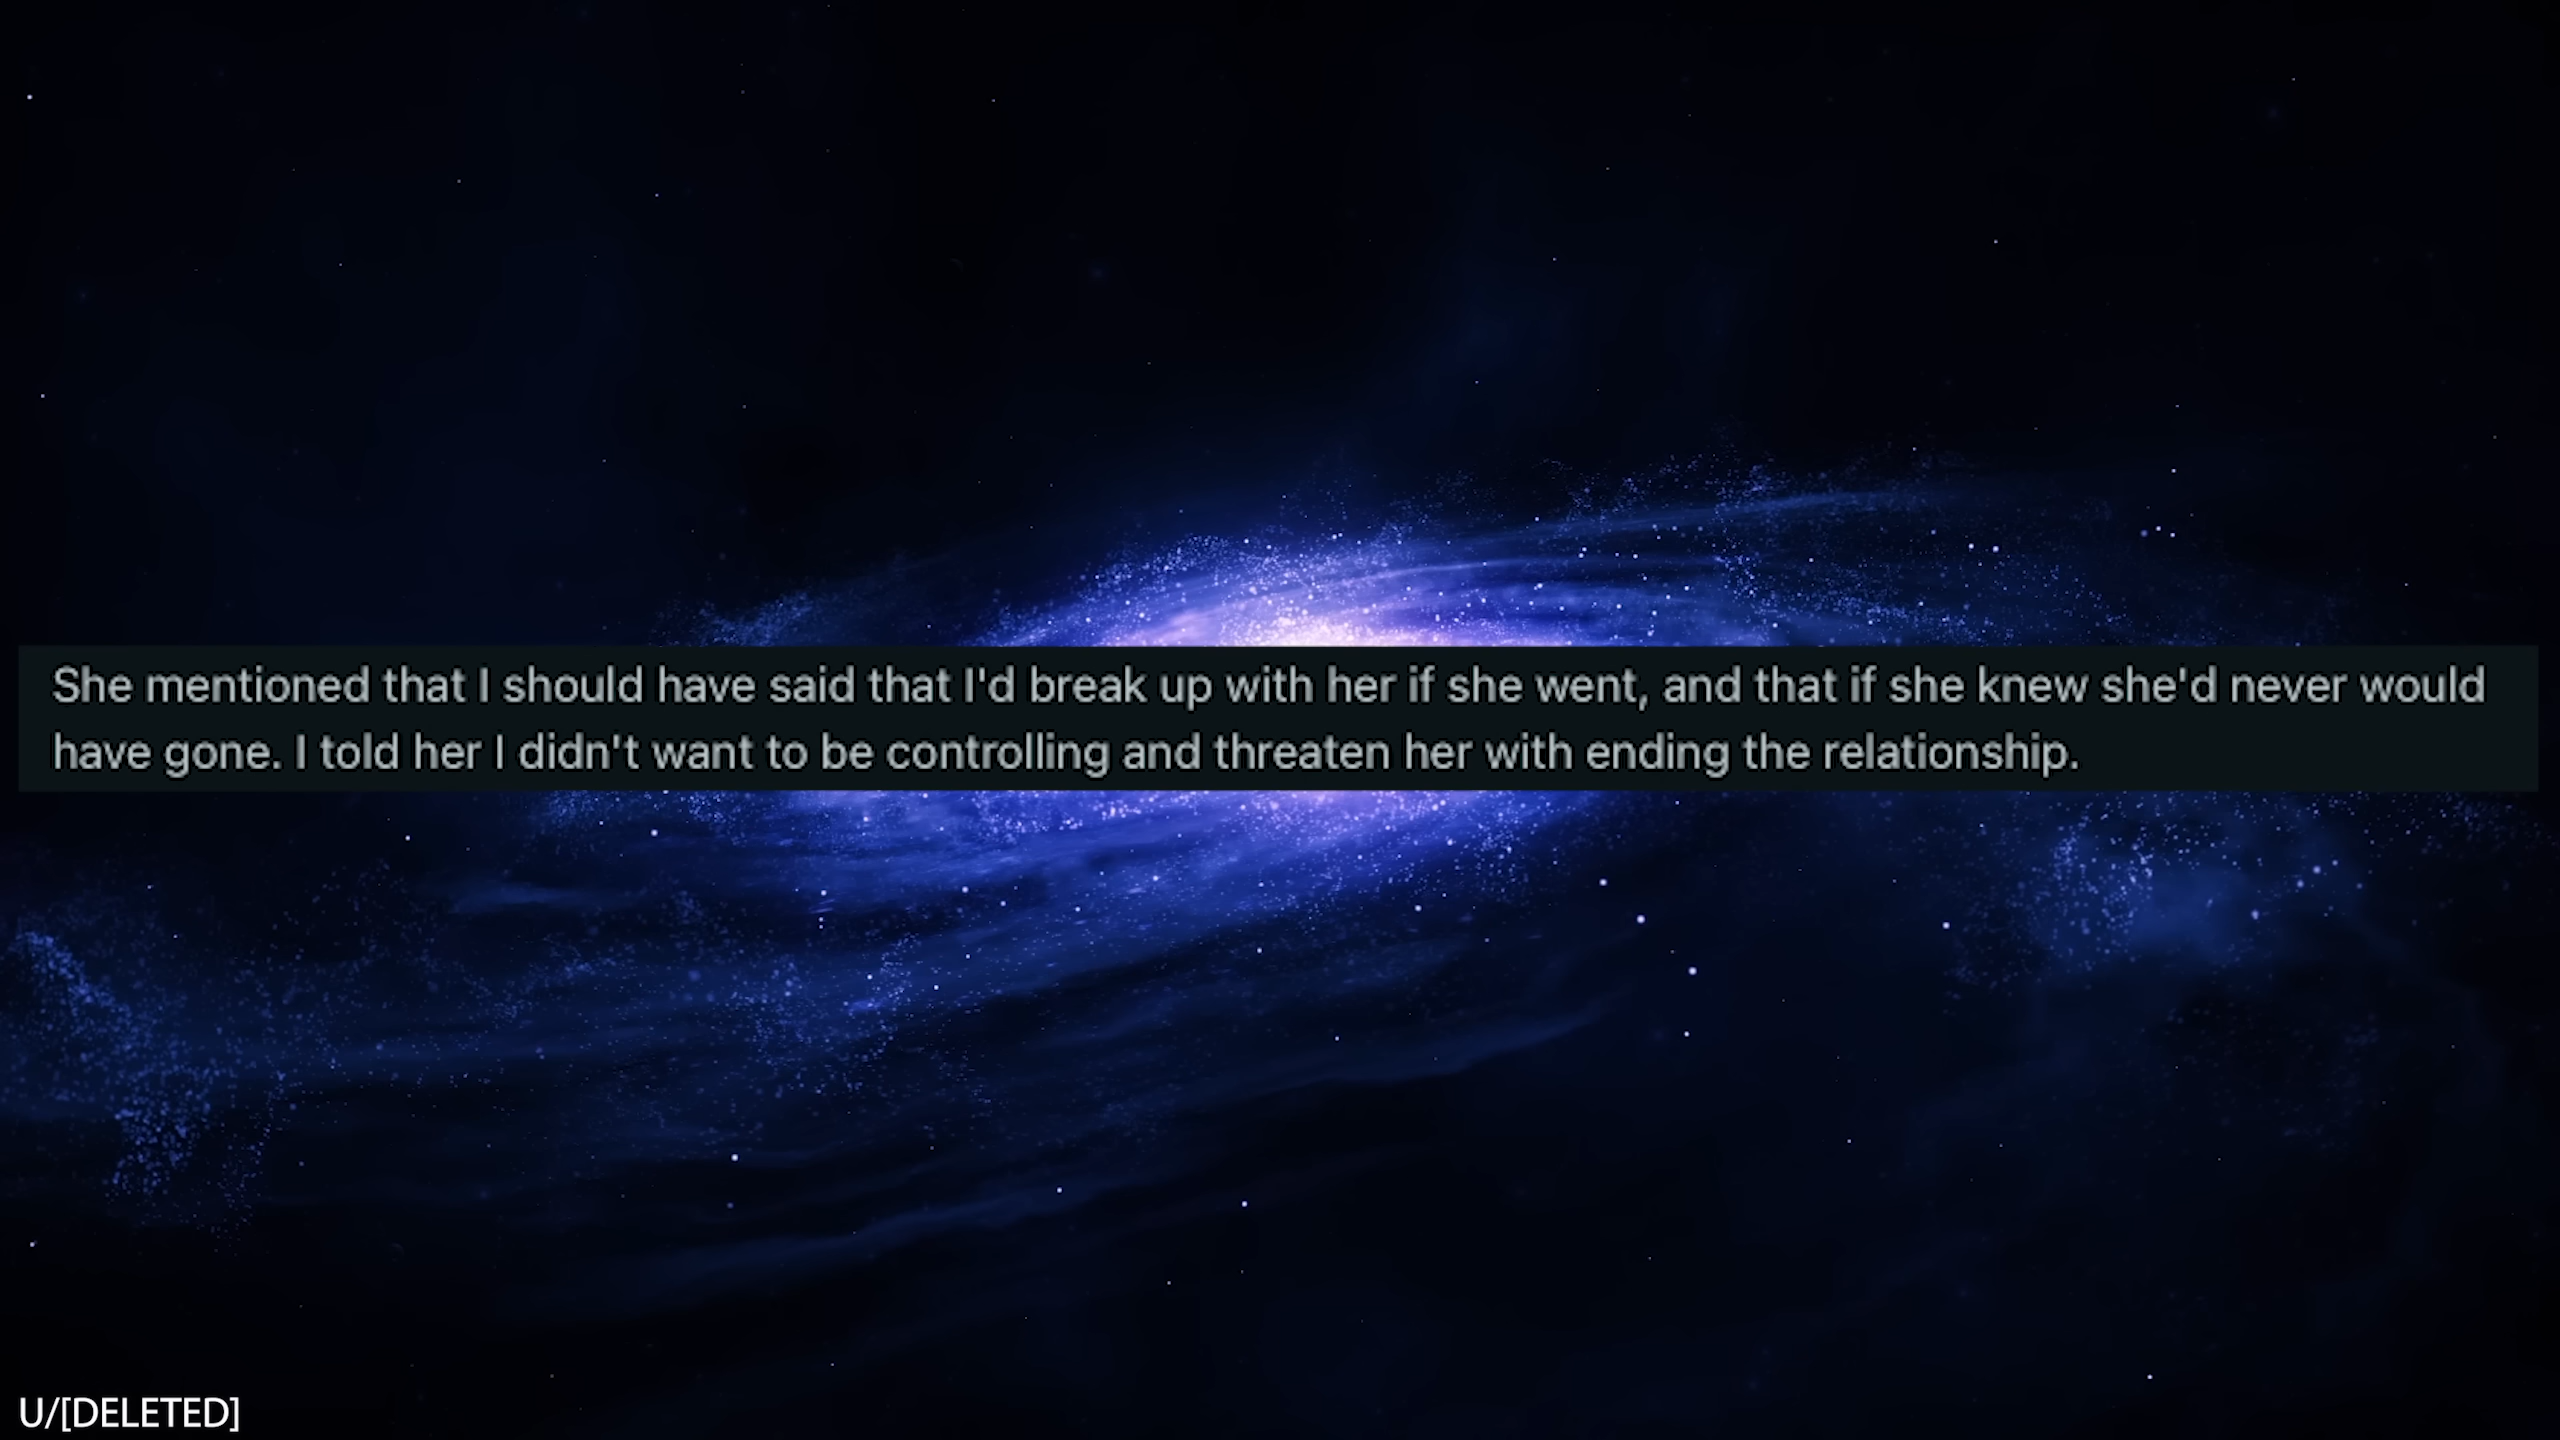 She mentioned that I should have said that I'd break up with her if she went, and that if she knew she'd never would
have gone. I told her I didn't want to be controlling and threaten her with ending the relationship.
U/[DELETED]